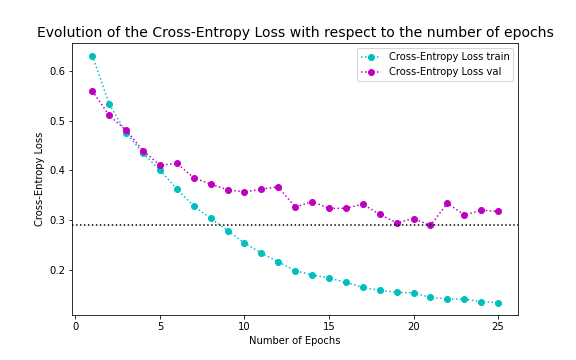 Evolution of the Cross-Entropy Loss with respect to the number of epochs
Cross-Entropy Loss train
Cross-Entropy Loss val
0.6
0.5
0.4
0.3
0.2
Cross-Entropy Loss
0
5
10
15
20
25
Number of Epochs